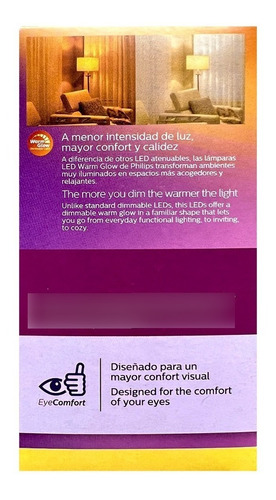 Warm Glow
A menor intensidad de luz,
mayor confort y calidez
A diferencia de otros LED atenuables, las lámparas
LED Warm Glow de Philips transforman ambientes
muy iluminados en espacios más acogedores y
relajantes.
The more you dim the warmer the light
Unlike standard dimmable LEDs, this LEDs offer a
dimmable warm glow in a familiar shape that lets
you go from everyday functional lighting, to inviting,
to cozy.
EyeComfort
Diseñado para un
mayor confort visual
Designed for the comfort
of your eyes